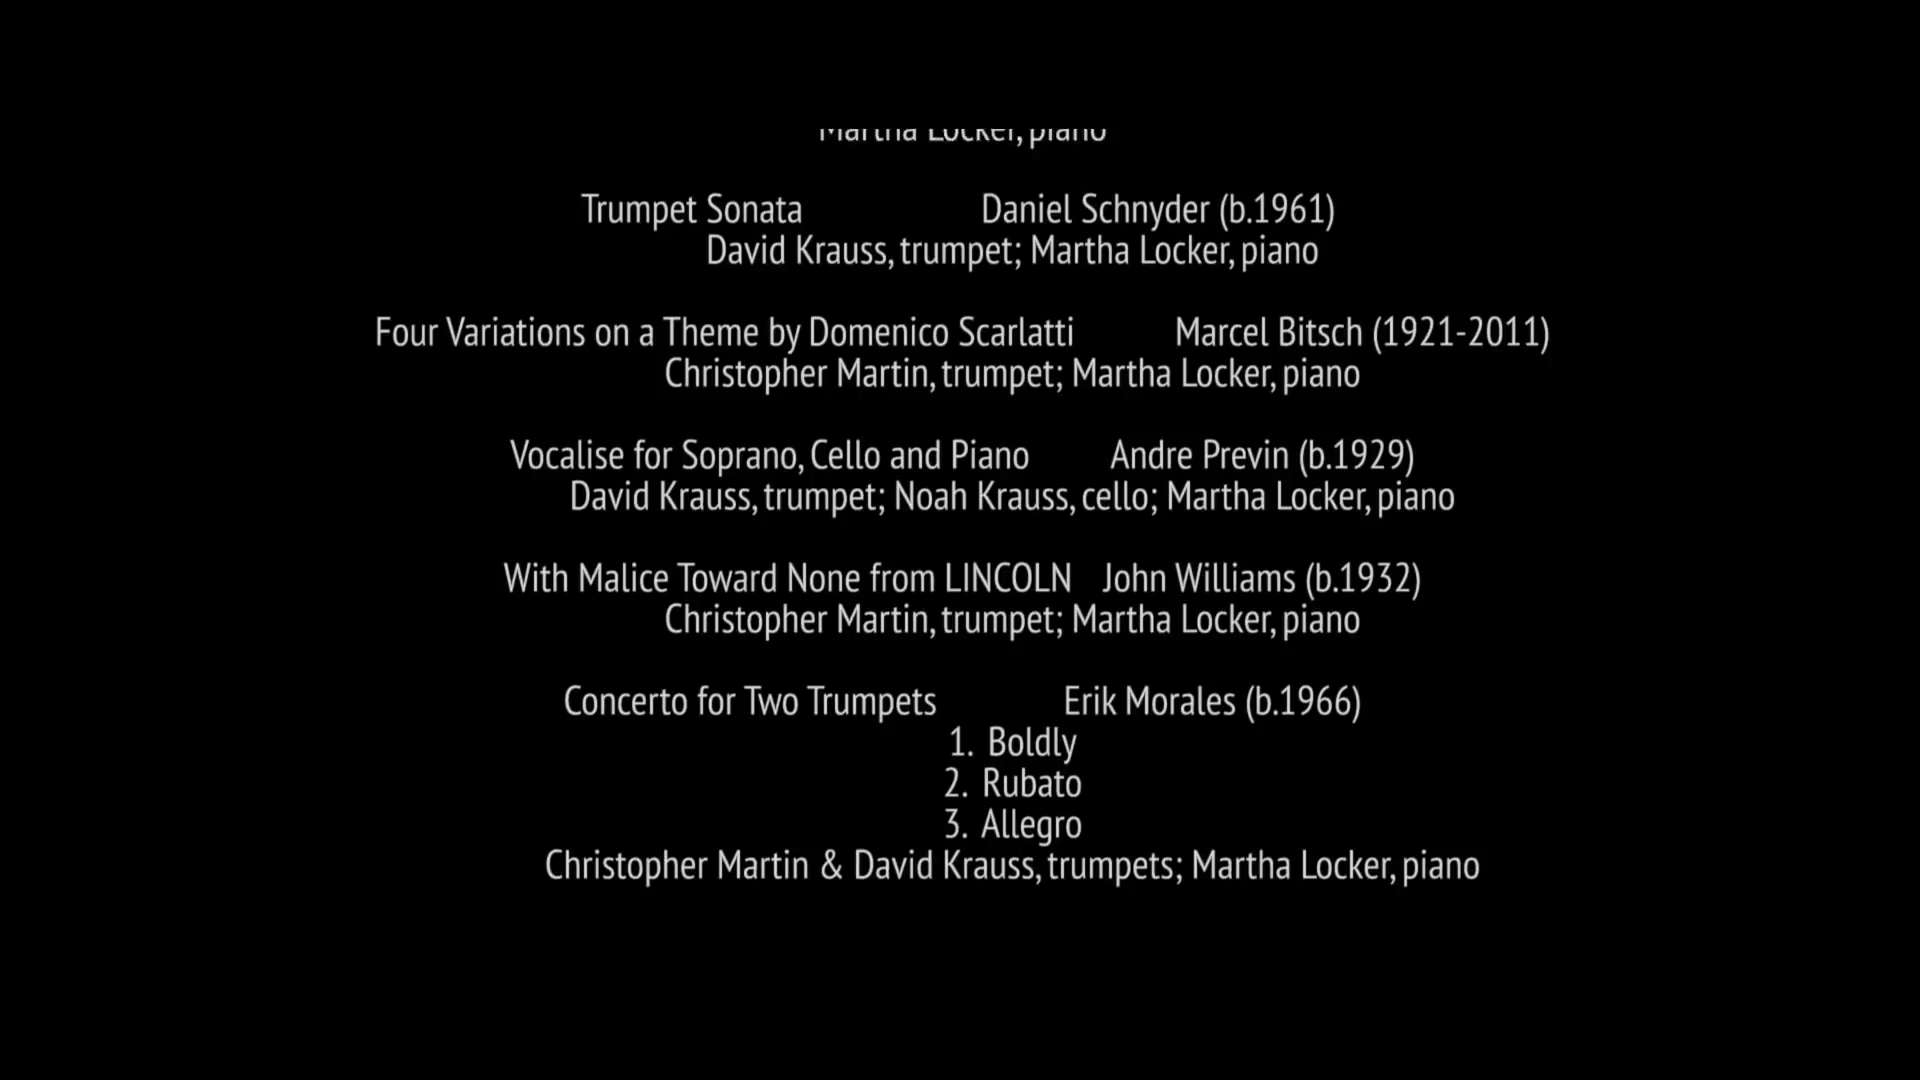 Martha Locker, piano
Trumpet Sonata Daniel Schnyder (b.1961)
David Krauss, trumpet; Martha Locker, piano
Four Variations on a Theme by Domenico Scarlatti Marcel Bitsch (1921-2011)
Christopher Martin, trumpet; Martha Locker, piano
Vocalise for Soprano, Cello and Piano Andre Previn (b.1929)
David Krauss, trumpet; Noah Krauss, cello; Martha Locker, piano
With Malice Toward None from LINCOLN John Williams (b.1932)
Christopher Martin, trumpet; Martha Locker, piano
Concerto for Two Trumpets Erik Morales (b.1966)
1. Boldly
2. Rubato
3. Allegro
Christopher Martin & David Krauss, trumpets; Martha Locker, piano